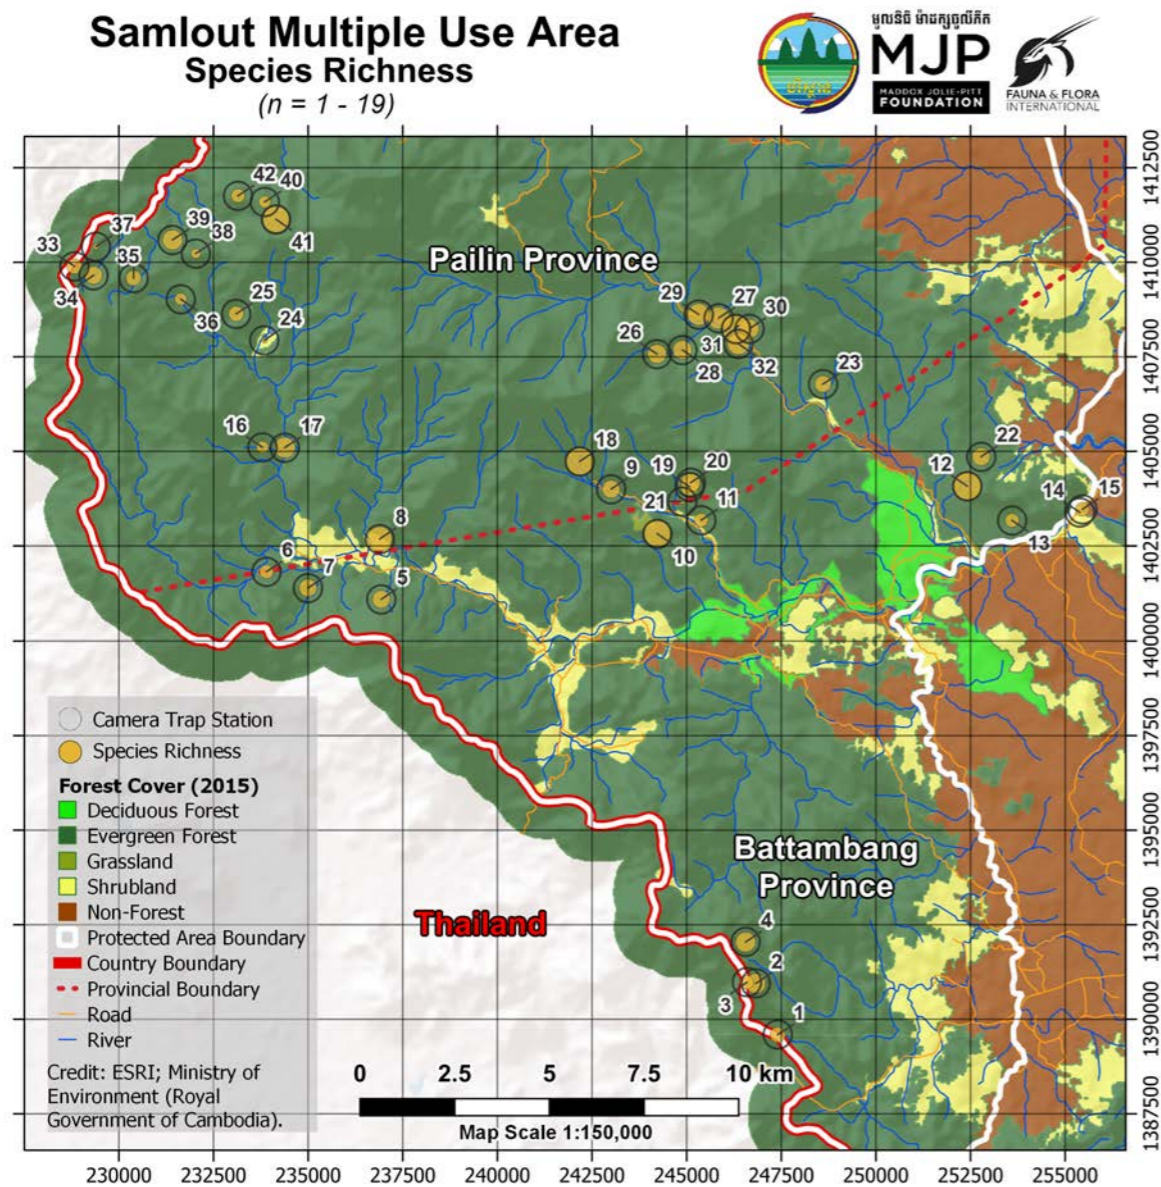 Samlout Multiple Use Area
Species Richness
(n = 1 - 19)
មូលនិធិ ម៉ាដក្សចូលីភីត
MJP
MADDOX JOLIE-PITT
FOUNDATION
FAUNA & FLORA
INTERNATIONAL
42 40
37 39 38 41
33 35
34 36 25 24
Pailin Province
29 27 30
26 31
28 32
23
16 17
18 9 19 20
21 11
10
12 22
14 15
13
8
6 7 5
Camera Trap Station
Species Richness
Forest Cover (2015)
Deciduous Forest
Evergreen Forest
Grassland
Shrubland
Non-Forest
Protected Area Boundary
Country Boundary
Provincial Boundary
Road
River
Credit: ESRI; Ministry of
Environment (Royal
Government of Cambodia).
Thailand
Battambang
Province
4
2
3 1
0 2.5 5 7.5 10 km
Map Scale 1:150,000
1412500
1410000
1407500
1405000
1402500
1400000
1397500
1395000
1392500
1390000
1387500
230000 232500 235000 237500 240000 242500 245000 247500 250000 252500 255000